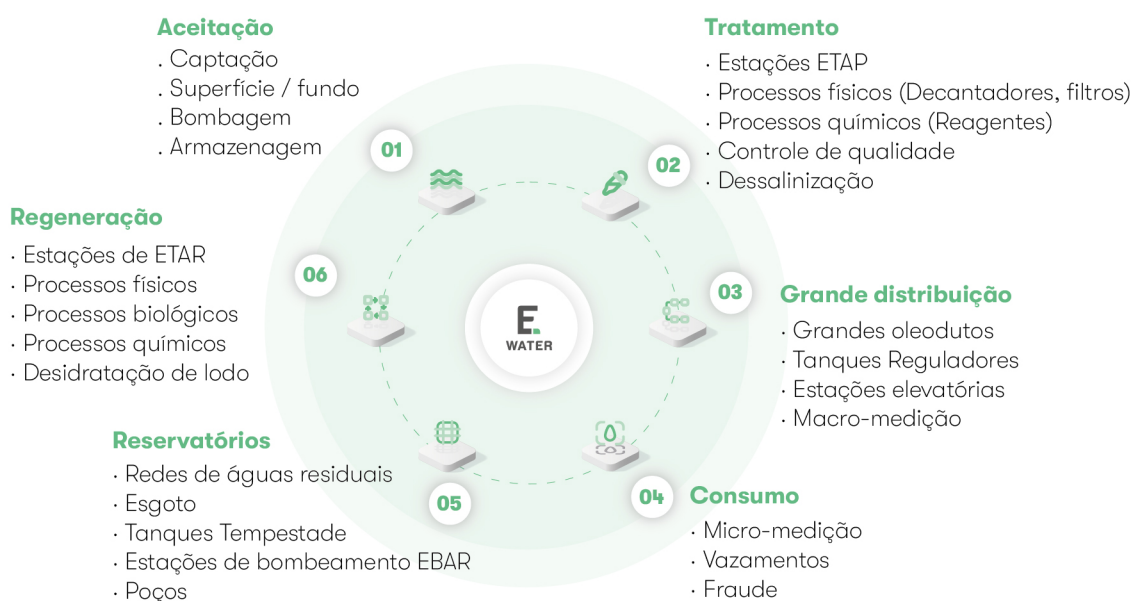 Aceitação
. Captação
. Superfície / fundo
. Bombagem
. Armazenagem
01
Tratamento
· Estações ETAP
· Processos físicos (Decantadores, filtros)
· Processos químicos (Reagentes)
· Controle de qualidade
· Dessalinização
02
Grande distribuição
· Grandes oleodutos
· Tanques Reguladores
· Estações elevatórias
· Macro-medição
03
Consumo
· Micro-medição
· Vazamentos
· Fraude
04
Reservatórios
· Redes de águas residuais
· Esgoto
· Tanques Tempestade
· Estações de bombeamento EBAR
· Poços
05
Regeneração
· Estações de ETAR
· Processos físicos
· Processos biológicos
· Processos químicos
· Desidratação de lodo
06
E.
WATER